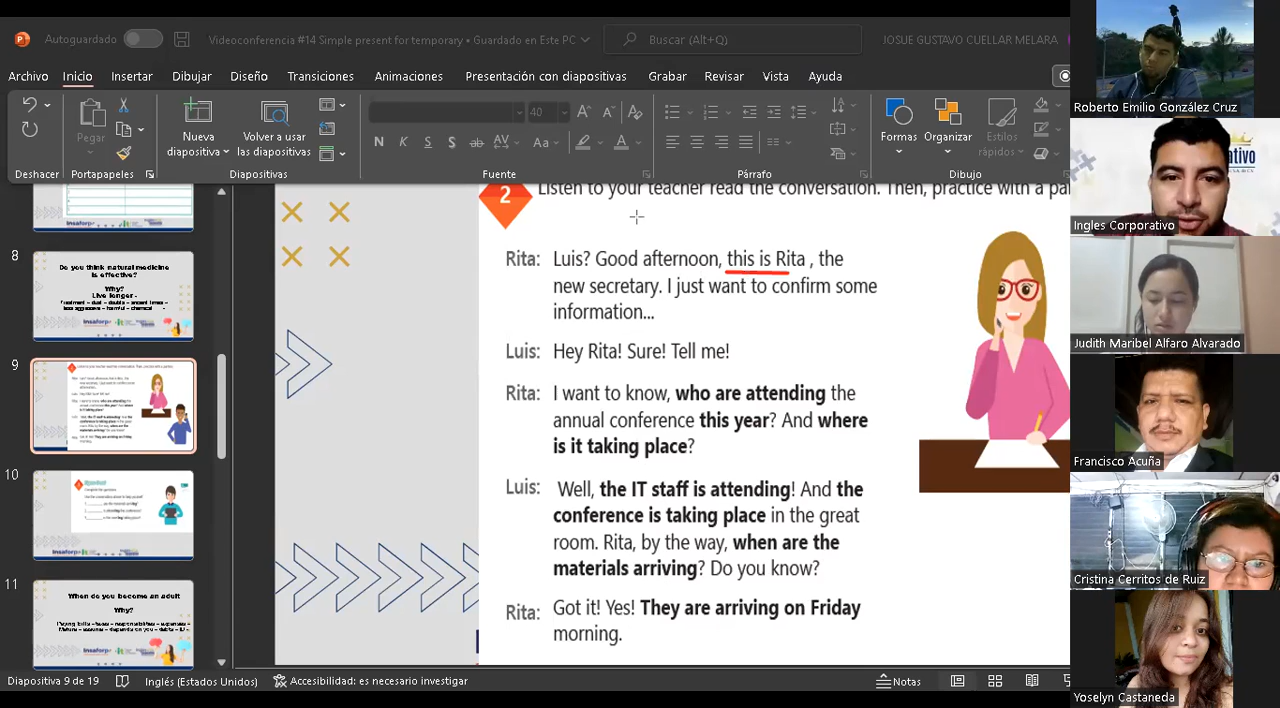 Autoguardado
Videoconferencia #14 Simple present for temporary • Guardado en Este PC
Buscar (Alt+Q)
JOSUE GUSTAVO CUELLAR MELARA
Archivo Inicio Insertar Dibujar Diseño Transiciones Animaciones Presentación con diapositivas Grabar Revisar Vista Ayuda
Pegar
Nueva diapositiva
Volver a usar las diapositivas
40
N K S S ab AV Aa A
Formas
Organizar
Estilos rápidos
Deshacer Portapapeles Diapositivas Fuente Párrafo Dibujo
8
Do you think natural medicine
is effective?
Why?
Live longer -
9
10
11
When do you become an adult
Why?
2
Listen to your teacher read the conversation. Then, practice with a pa
Rita: Luis? Good afternoon, this is Rita , the
new secretary. I just want to confirm some
information...
Luis: Hey Rita! Sure! Tell me!
Rita: I want to know, who are attending the
annual conference this year? And where
is it taking place?
Luis: Well, the IT staff is attending! And the
conference is taking place in the great
room. Rita, by the way, when are the
materials arriving? Do you know?
Rita: Got it! Yes! They are arriving on Friday
morning.
Diapositiva 9 de 19
Inglés (Estados Unidos)
Accesibilidad: es necesario investigar
Notas
Roberto Emilio González Cruz
Ingles Corporativo
Judith Maribel Alfaro Alvarado
Francisco Acuña
Cristina Cerritos de Ruiz
Yoselyn Castaneda